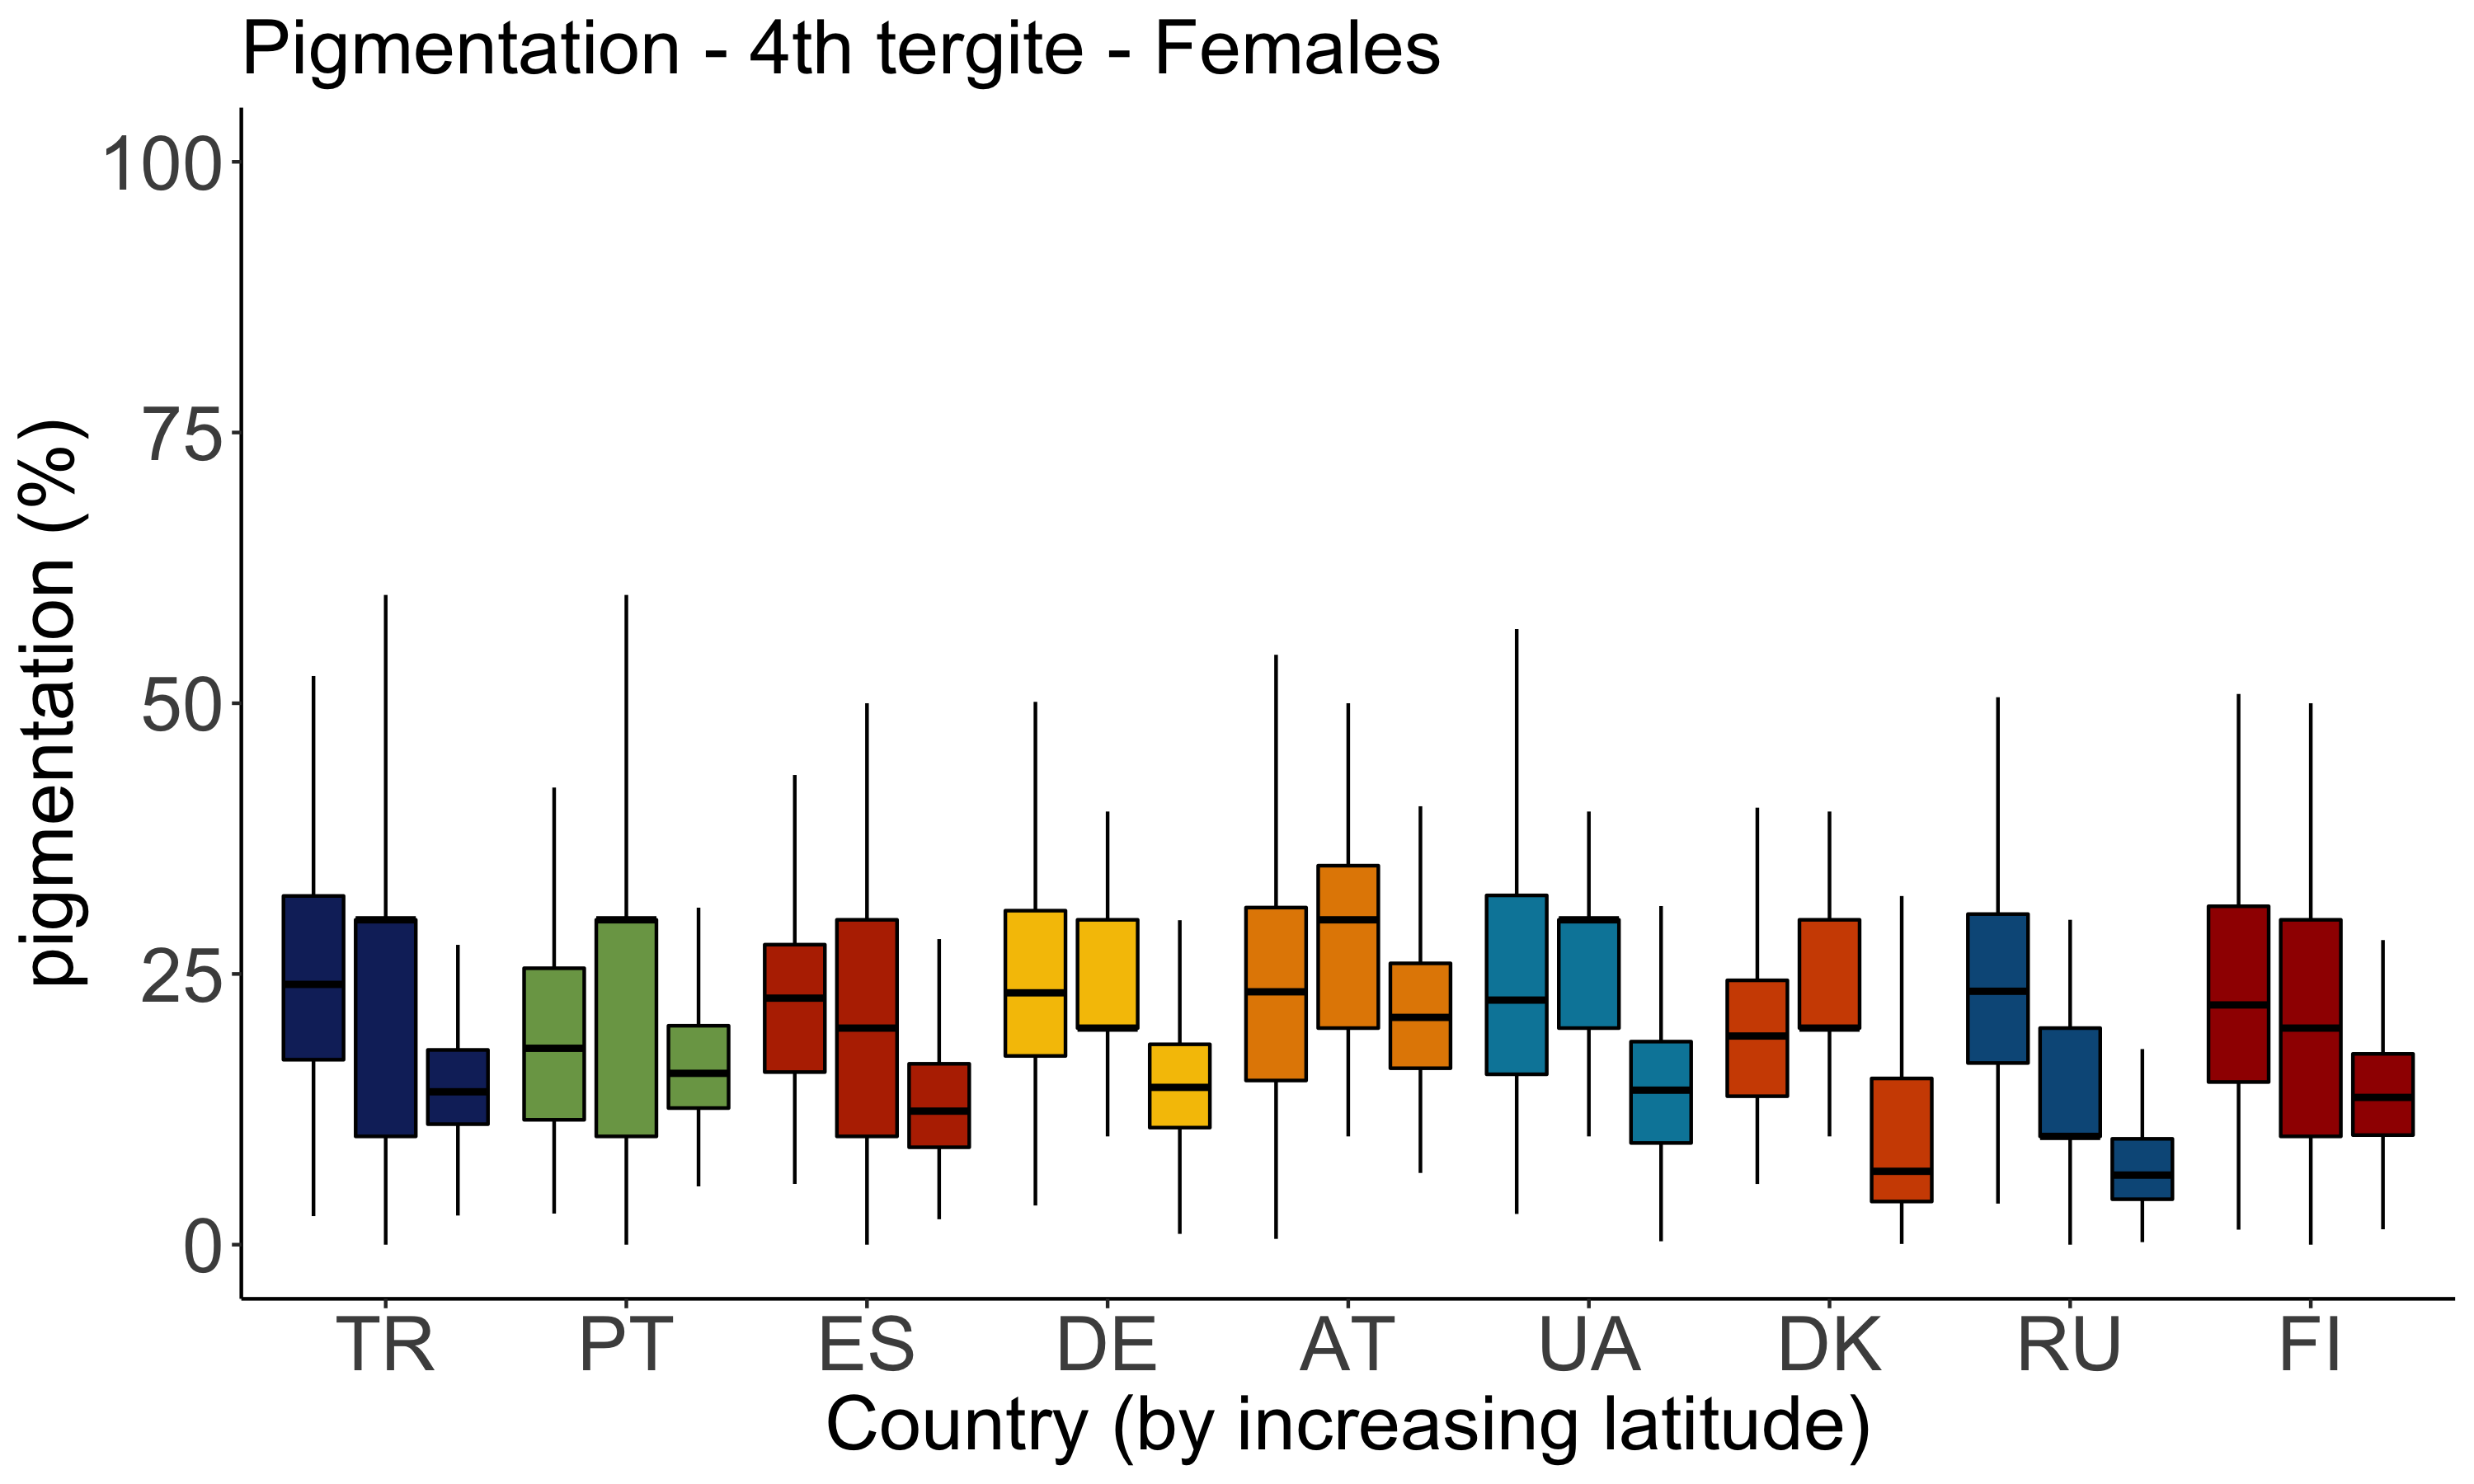 Pigmentation - 4th tergite - Females
pigmentation (%)
100
75
50
25
0
TR PT ES DE AT UA DK RU FI
Country (by increasing latitude)